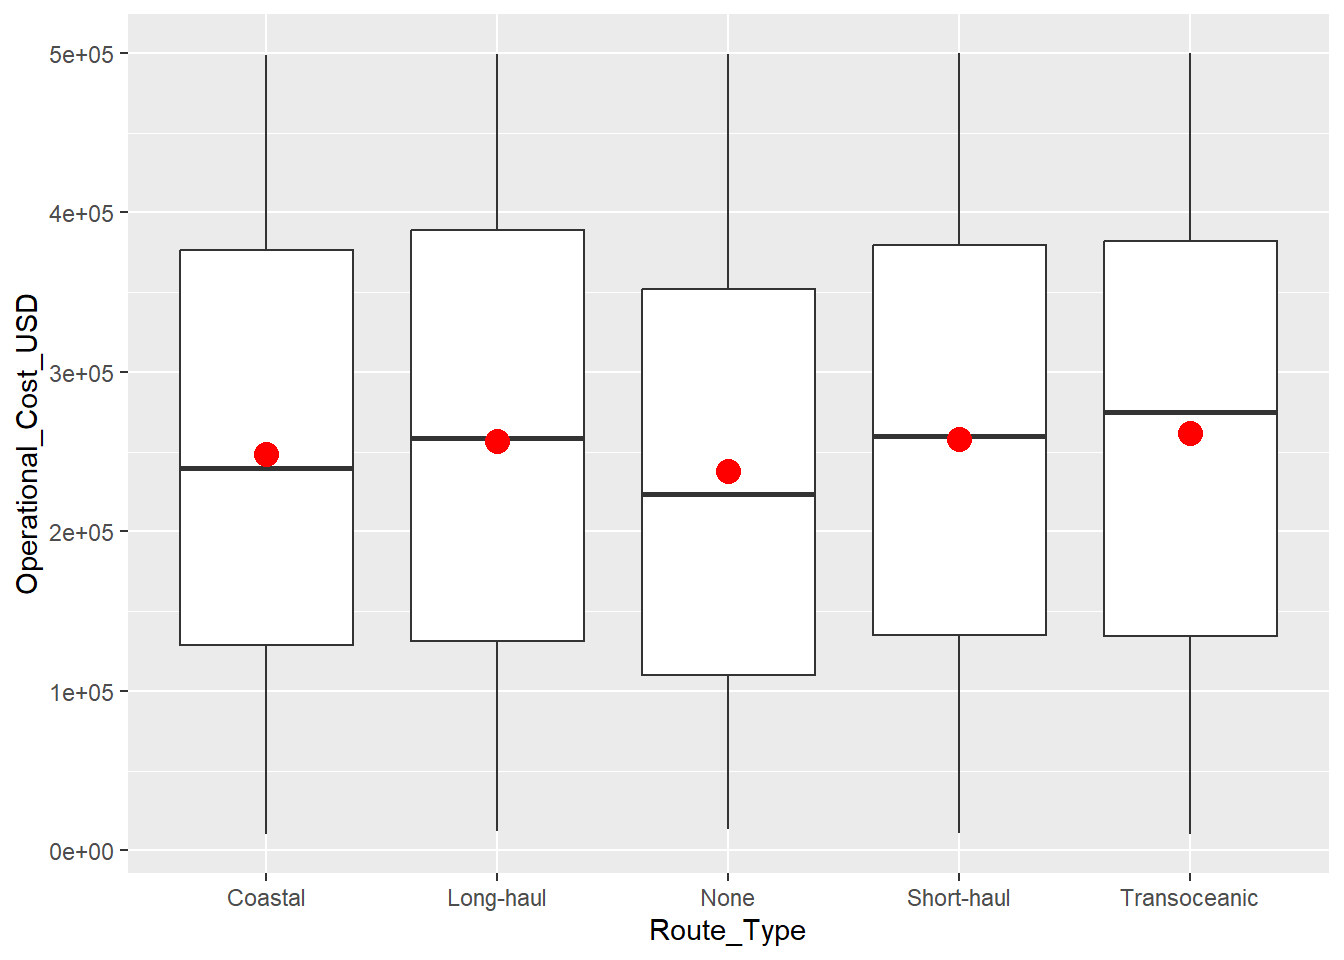 Operational_Cost_USD
5e+05
4e+05
3e+05
2e+05
1e+05
0e+00
Coastal Long-haul None Short-haul Transoceanic
Route_Type